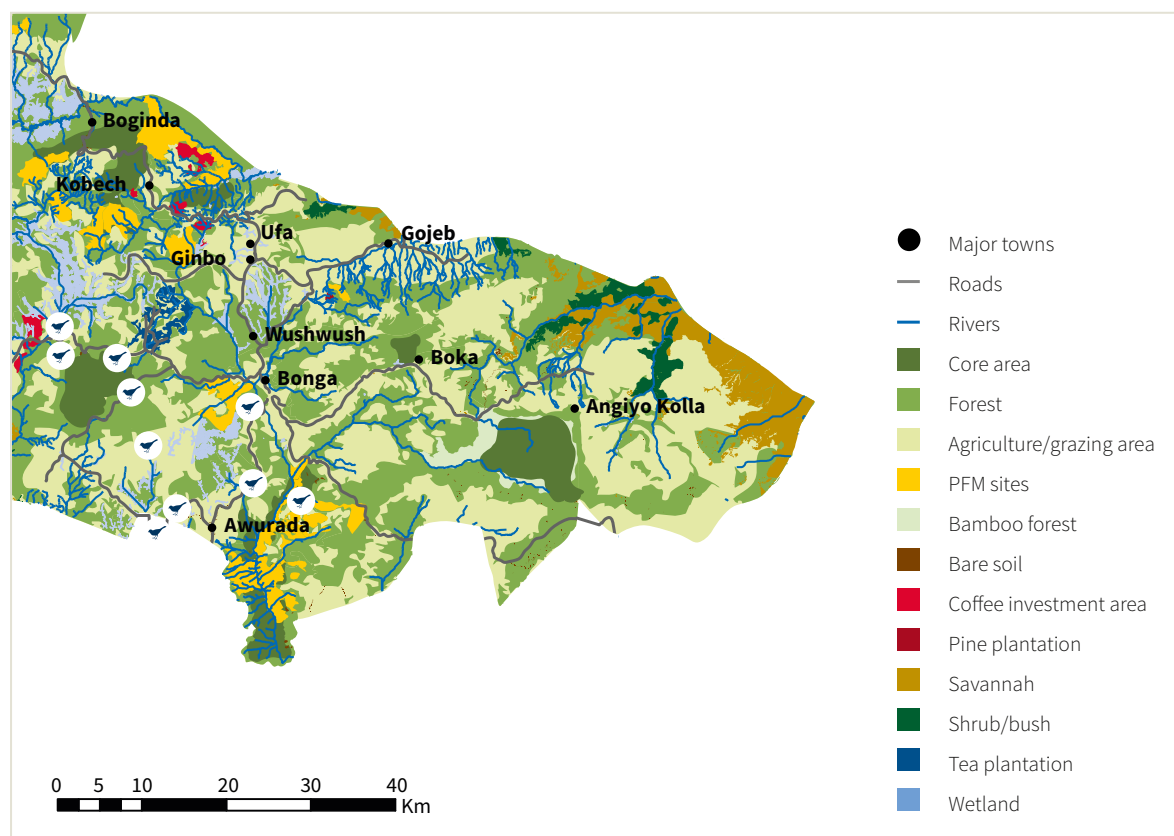 Boginda
Kobech
Ufa
Ginbo
Gojeb
Wushwush
Boka
Bonga
Angiyo Kolla
Awurada
Major towns
Roads
Rivers
Core area
Forest
Agriculture/grazing area
PFM sites
Bamboo forest
Bare soil
Coffee investment area
Pine plantation
Savannah
Shrub/bush
Tea plantation
Wetland
0 5 10 20 30 40
Km